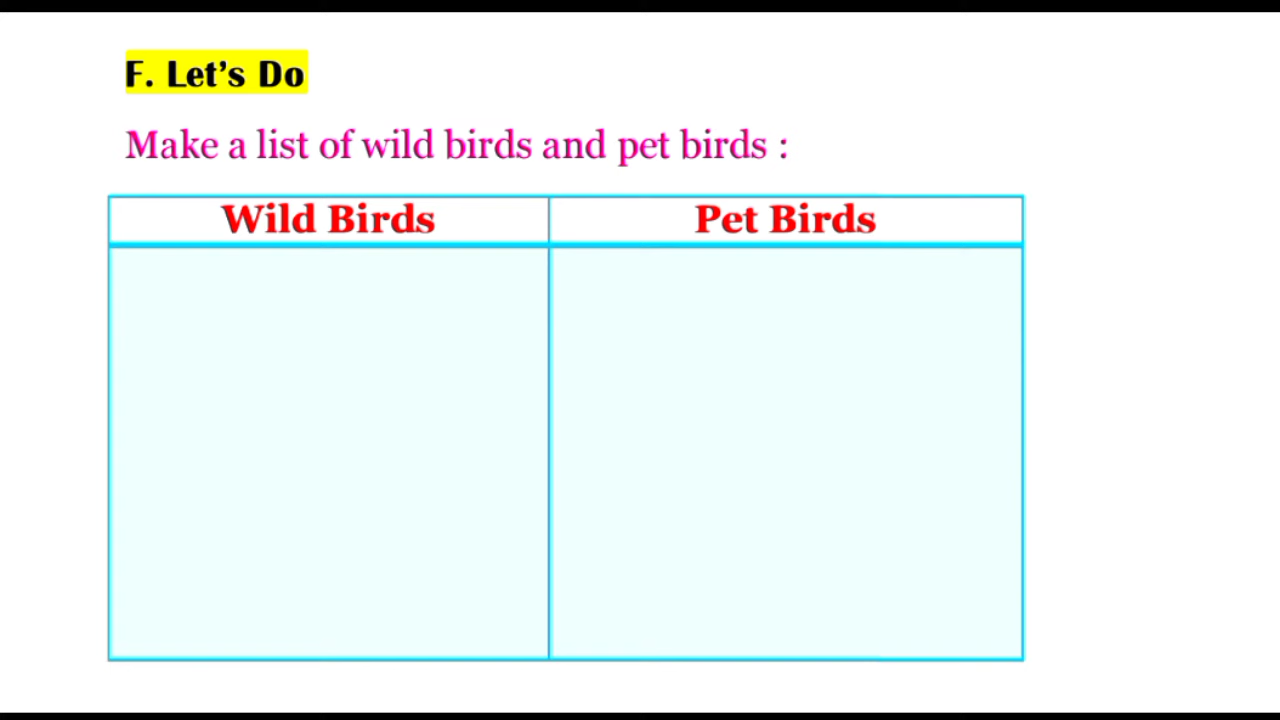 F. Let's Do
Make a list of wild birds and pet birds :
Wild Birds
Pet Birds